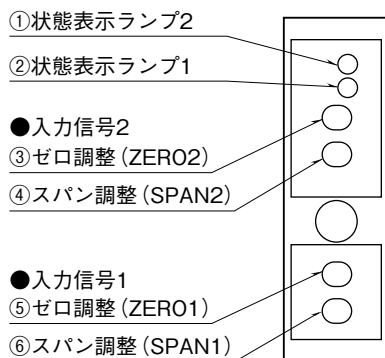 ①状態表示ランプ2
②状態表示ランプ1
●入力信号2
③ゼロ調整(ZERO2)
④スパン調整(SPAN2)
●入力信号1
⑤ゼロ調整(ZERO1)
⑥スパン調整(SPAN1)